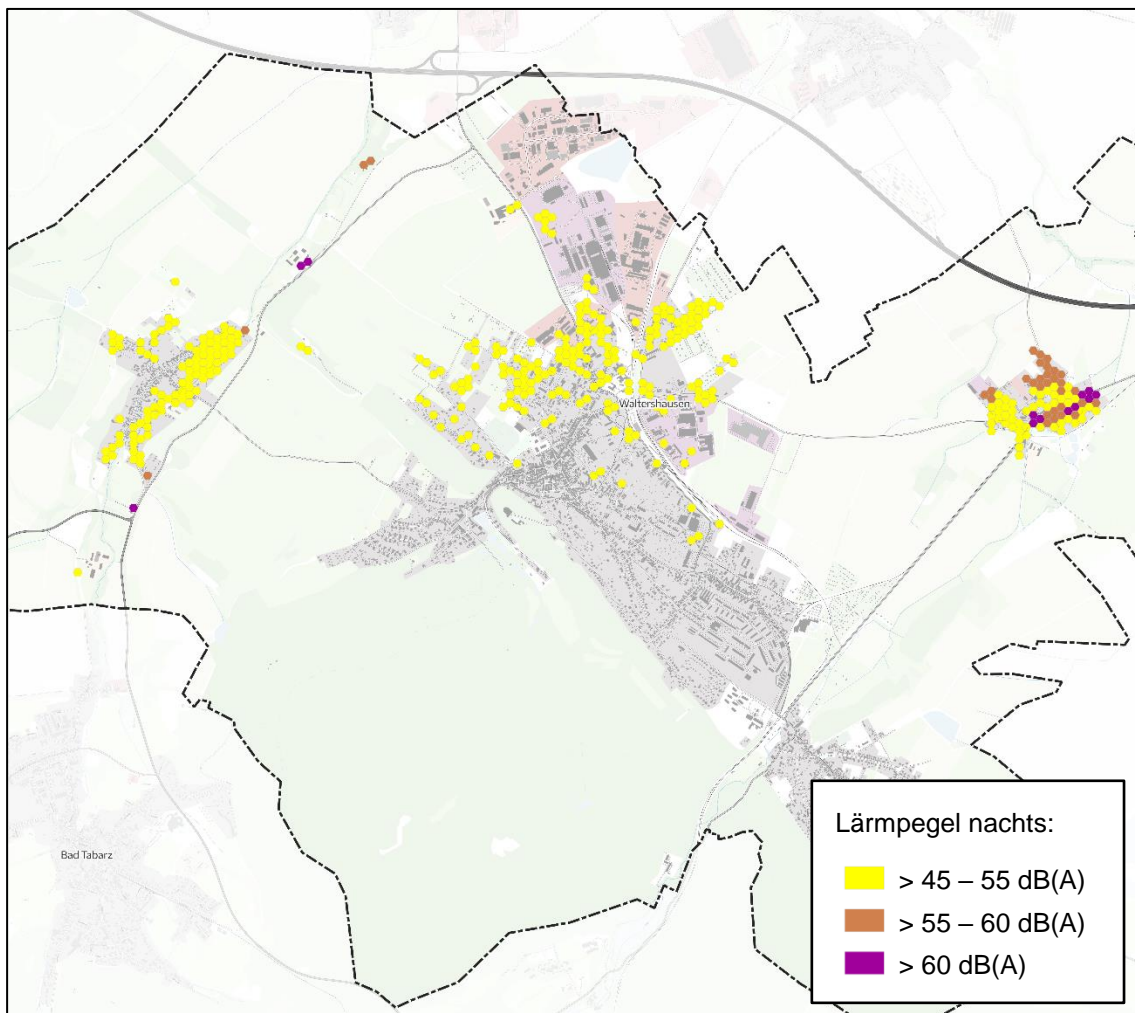 Waltershausen
Bad Tabarz
Lärmpegel nachts:
> 45 – 55 dB(A)
> 55 – 60 dB(A)
> 60 dB(A)